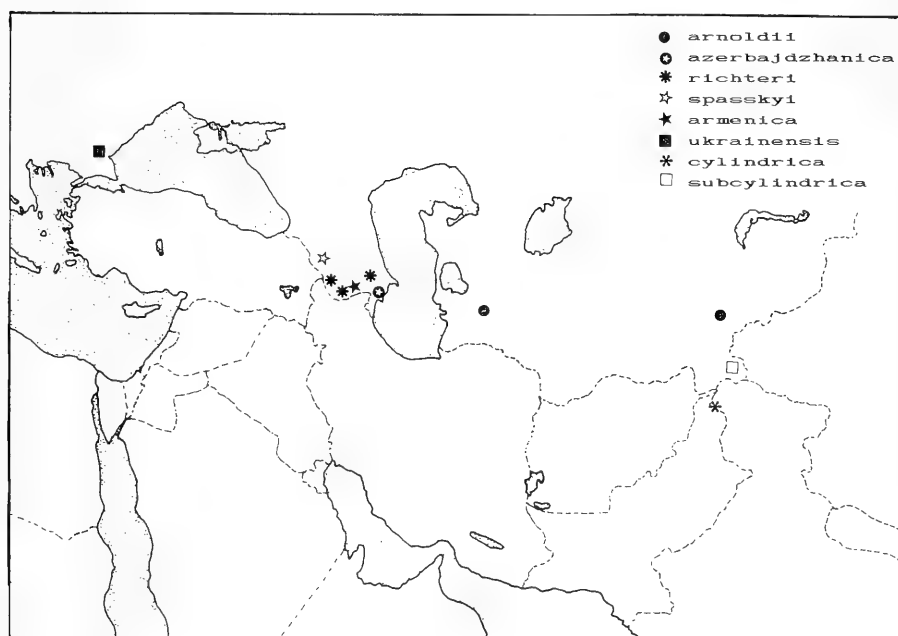 arnoldii
azerbajdzhanica
richteri
spasskyi
armenica
ukrainensis
cylindrica
subcylindrica